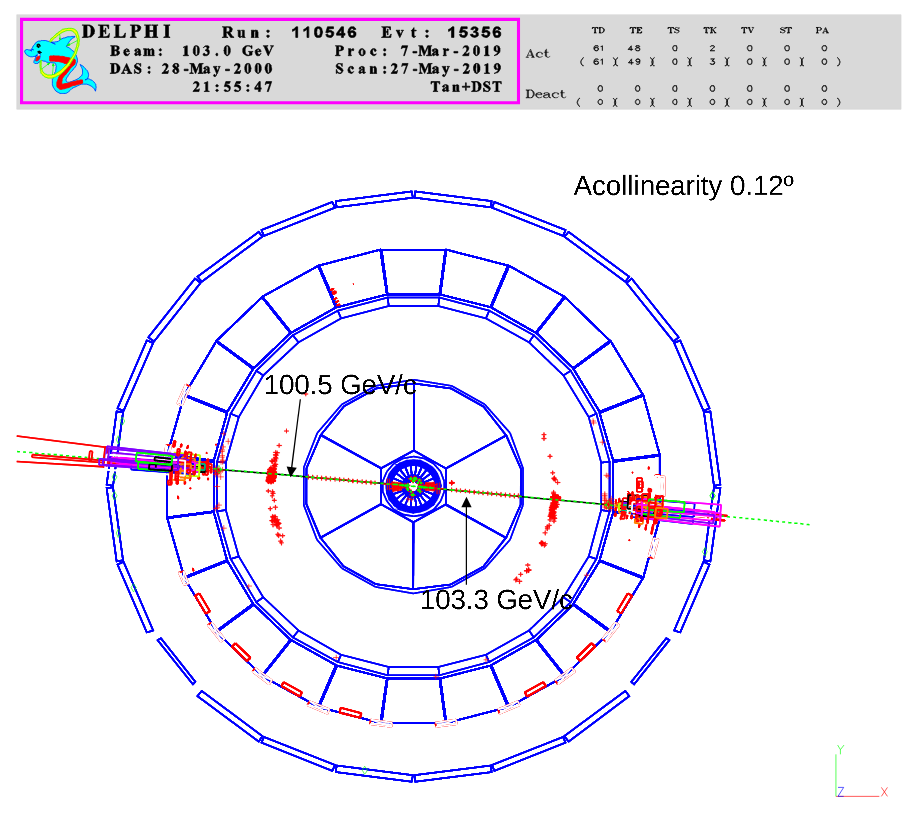 DELPHI Run: 110546 Evt: 15356
Beam: 103.0 GeV Proc: 7-Mar-2019
DAS: 28-May-2000 Scan:27-May-2019
21:55:47 Tan+DST
TD TE TS TK TV ST PA
Act 61 48 0 2 0 0 0
( 61)( 49)( 0)( 3)( 0)( 0)( 0)
Deact 0 0 0 0 0 0 0
( 0)( 0)( 0)( 0)( 0)( 0)( 0)
Acollinearity 0.12º
100.5 GeV/c
103.3 GeV/c
Y
Z X